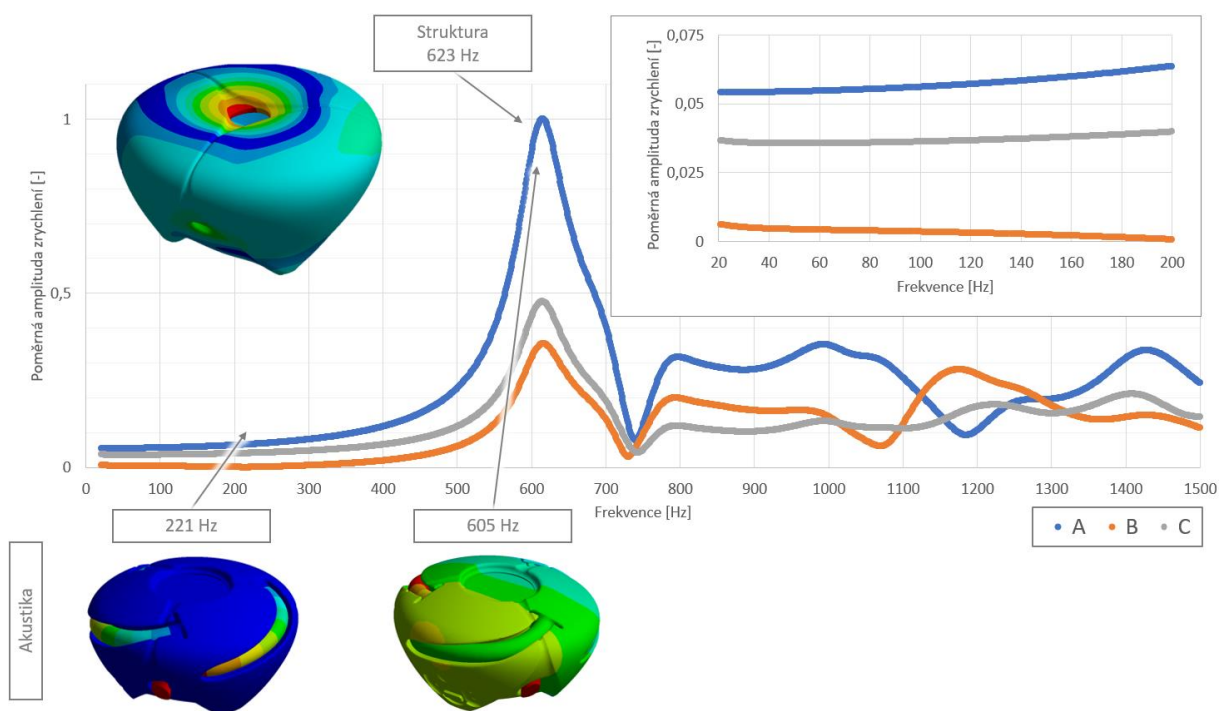 Struktura
623 Hz
Poměrná amplituda zrychlení [-]
1
0,5
0
0 100 200 300 400 500 600 700 800 900 1000 1100 1200 1300 1400 1500
Frekvence [Hz]
Poměrná amplituda zrychlení [-]
0,075
0,05
0,025
0
20 40 60 80 100 120 140 160 180 200
Frekvence [Hz]
A B C
221 Hz
605 Hz
Akustika